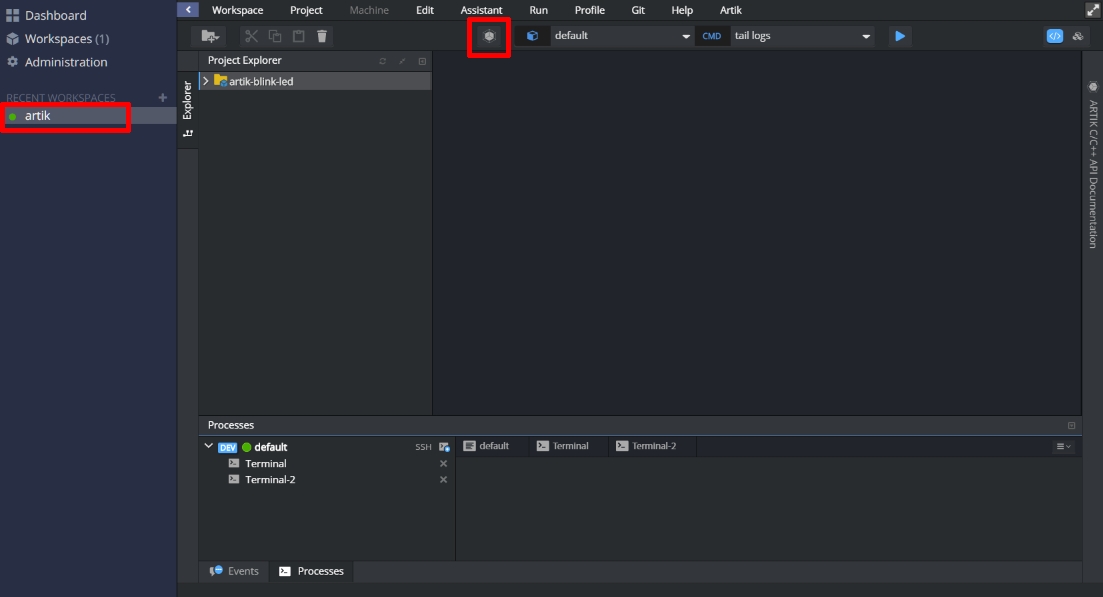 Dashboard
Workspaces (1)
Administration
RECENT WORKSPACES +
artik
Workspace Project Machine Edit Assistant Run Profile Git Help Artik
default CMD tail logs
Project Explorer
Explorer
artik-blink-led
ARTIK C/C++ API Documentation
Processes
DEV default SSH
Terminal
Terminal-2
default Terminal Terminal-2
Events Processes